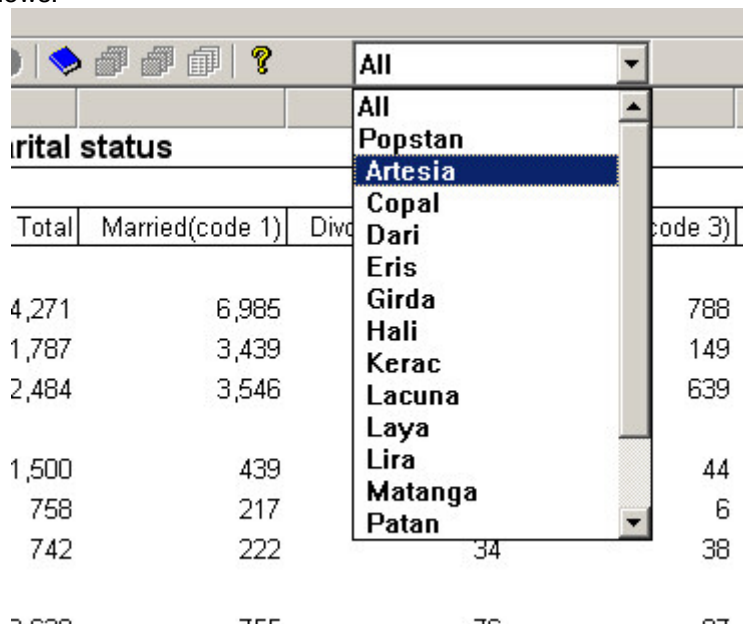 All
All
arital status
Popstan
Artesia
Copal
Total Married(code 1) code 3)
Dari
Eris
Girda
4,271 6,985 788
Hali
1,787 3,439 149
Kerac
2,484 3,546 639
Lacuna
Laya
Lira
1,500 439 44
Matanga
758 217 6
Patan
742 222 34 38